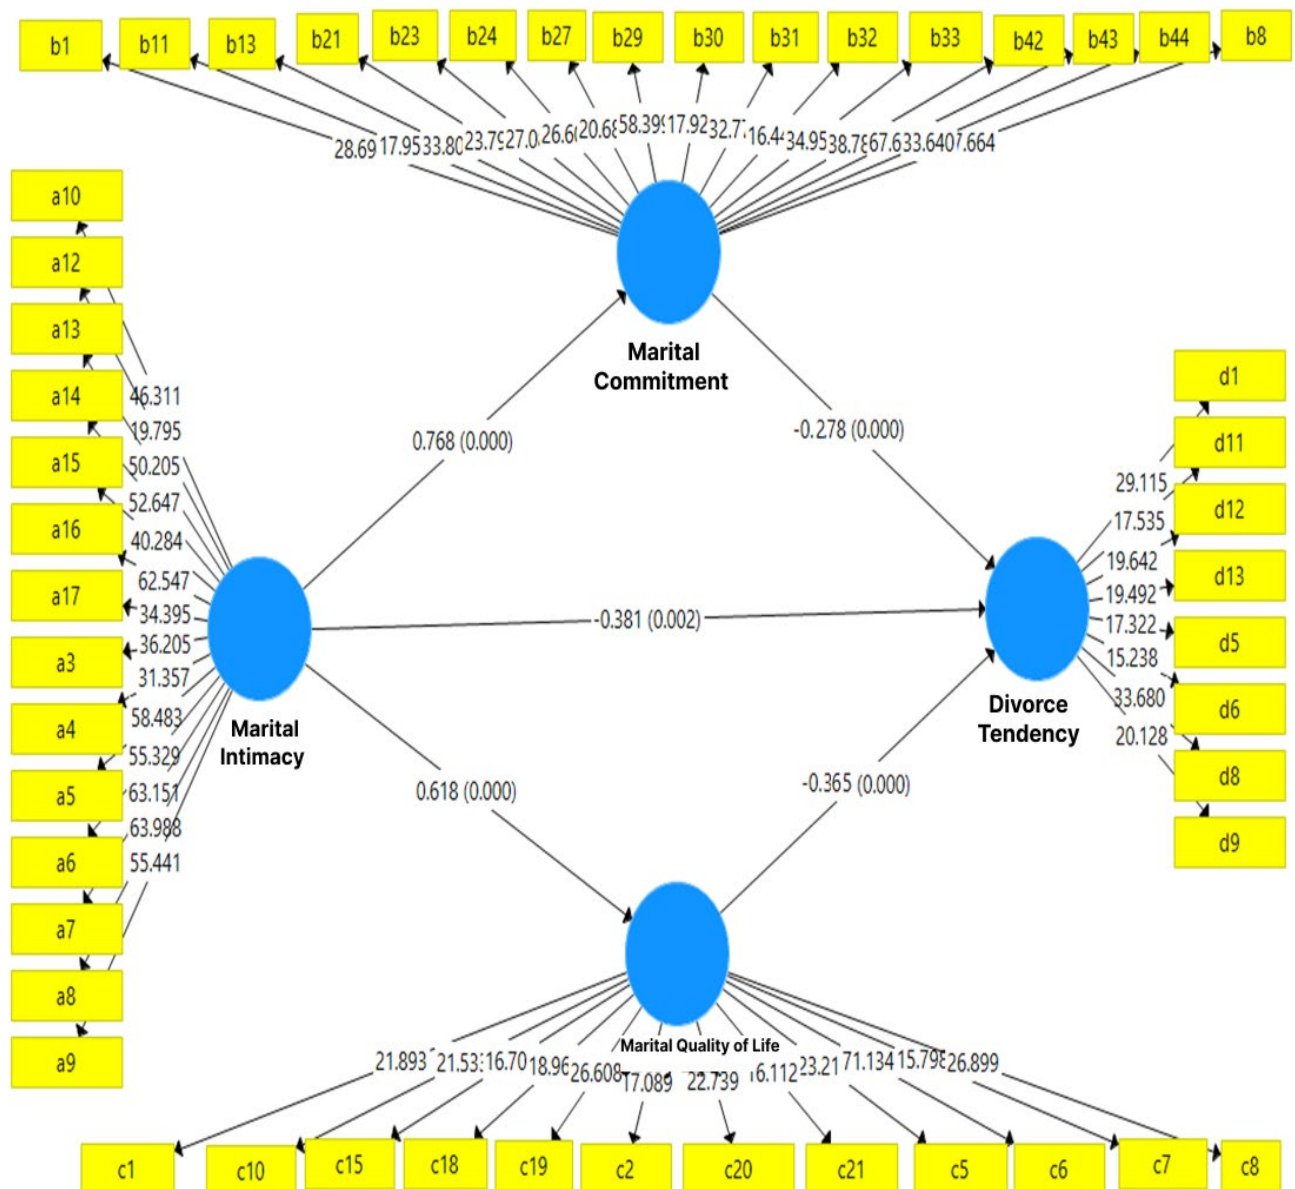 b1 b11 b13 b21 b23 b24 b27 b29 b30 b31 b32 b33 b42 b43 b44 b8
58.399
33.640
7.664
a10
a12
a13
a14
a15
a16
a17
a3
a4
a5
a6
a7
a8
a9
46.311
19.795
50.205
52.647
40.284
62.547
34.395
36.205
31.357
58.483
55.329
63.151
63.988
55.441
Marital
Commitment
0.768 (0.000)
-0.278 (0.000)
-0.381 (0.002)
Marital
Intimacy
0.618 (0.000)
-0.365 (0.000)
Divorce
Tendency
d1
d11
d12
d13
d5
d6
d8
d9
29.115
17.535
19.642
19.492
17.322
15.238
33.680
20.128
Marital Quality of Life
21.893 26.608 17.089 22.739 71.134 26.899
c1 c10 c15 c18 c19 c2 c20 c21 c5 c6 c7 c8